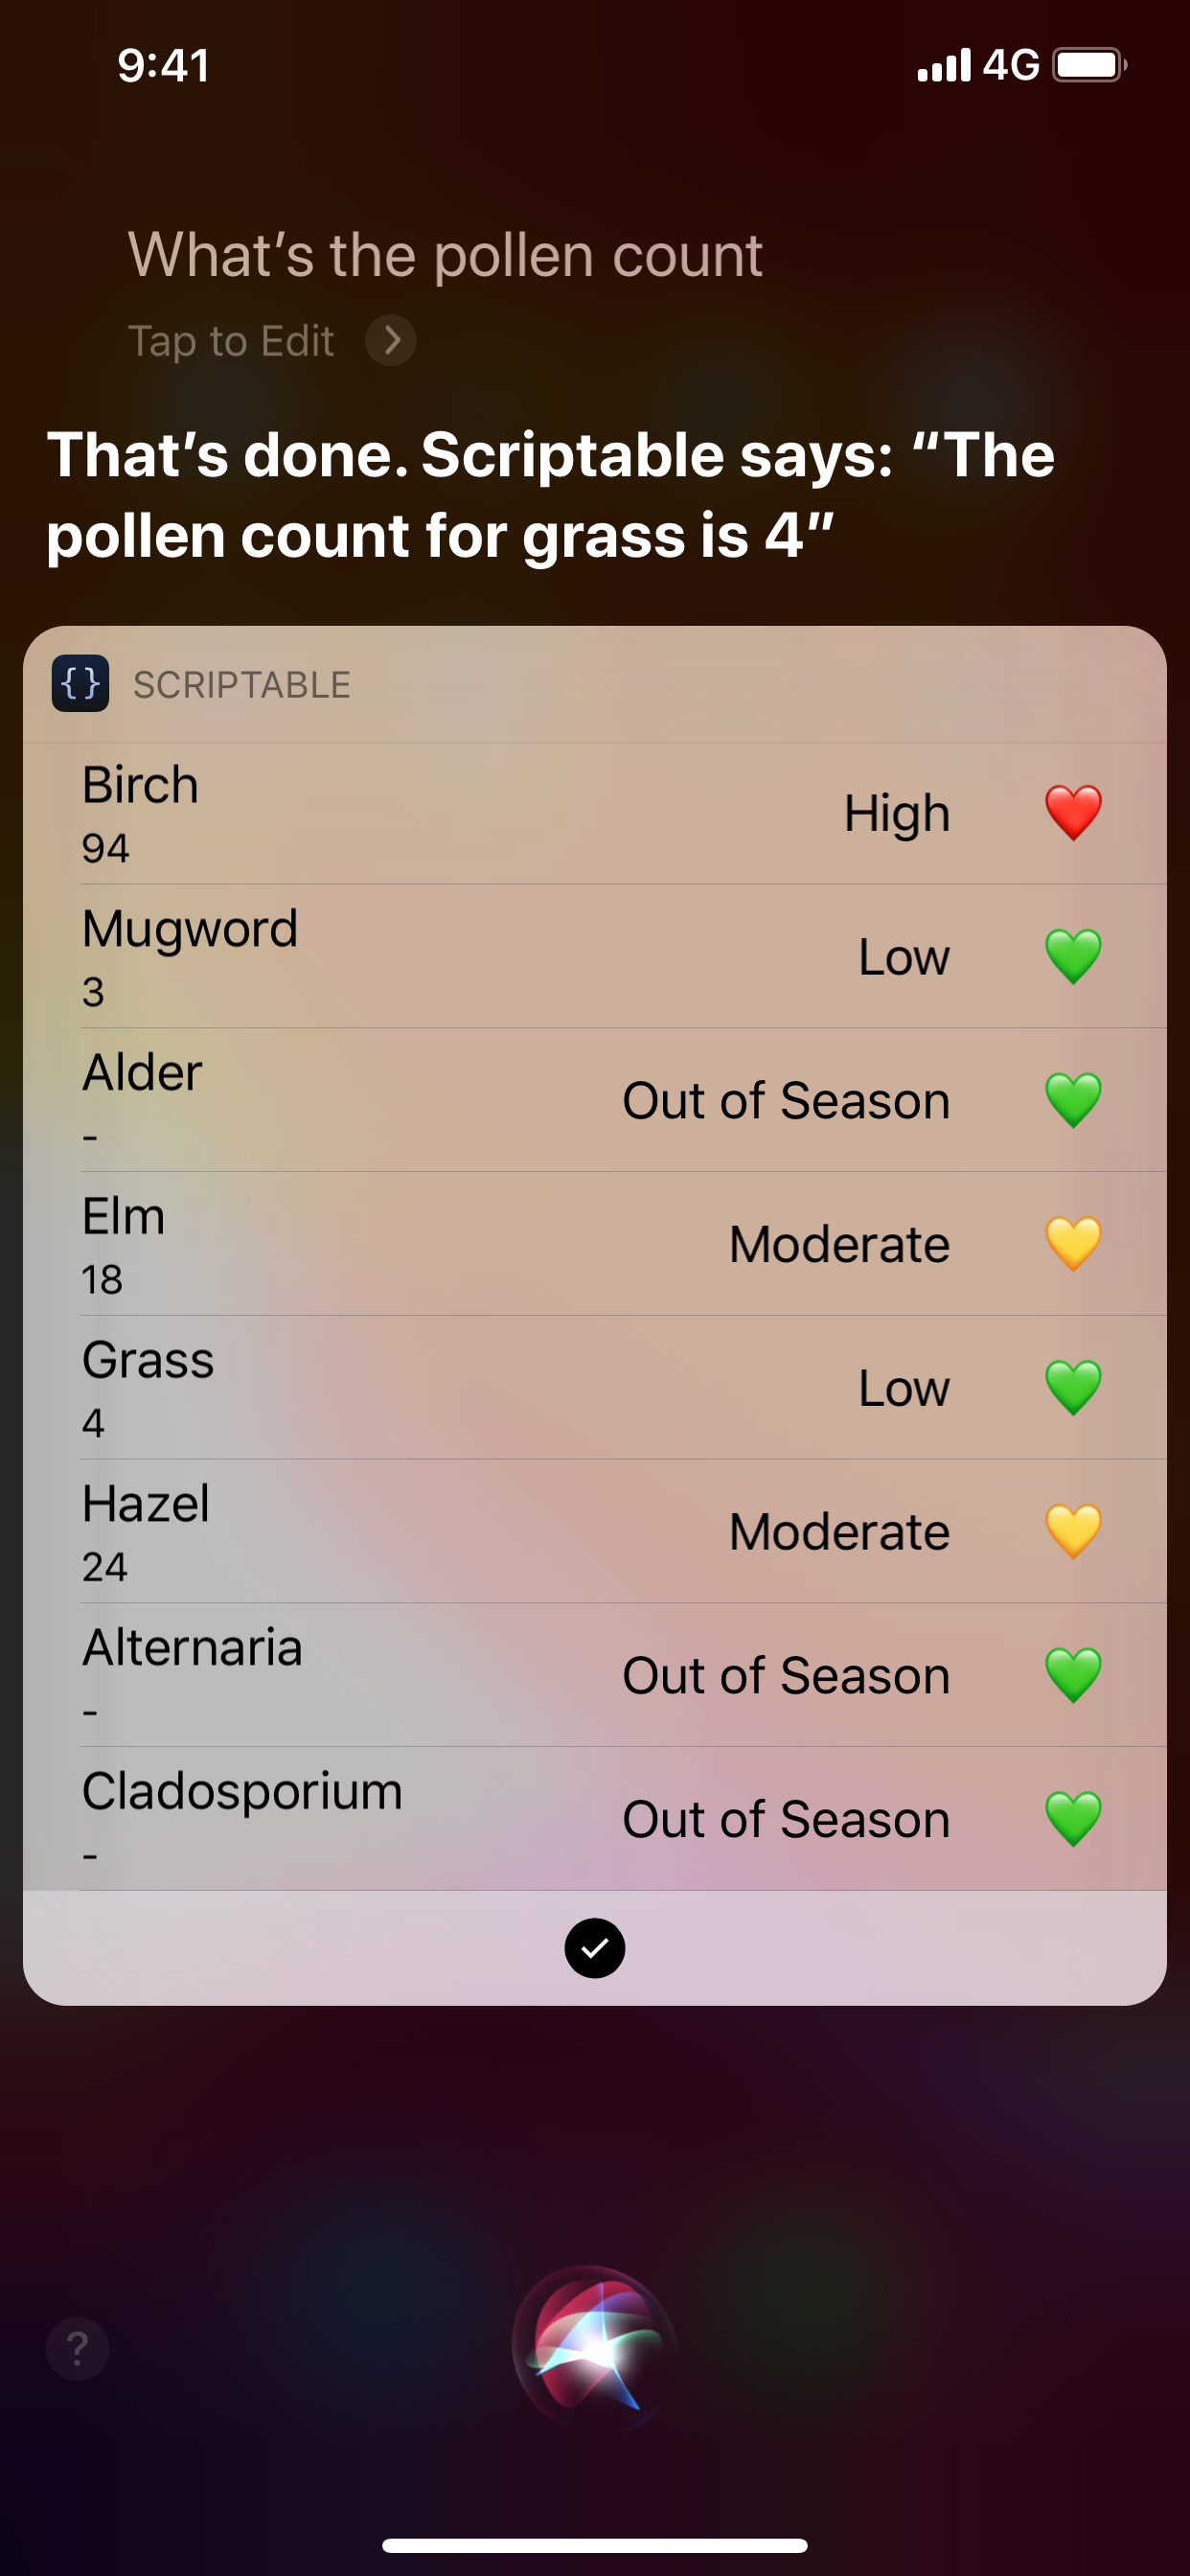 9:41
4G
What’s the pollen count
Tap to Edit
That’s done. Scriptable says: “The
pollen count for grass is 4”
{}
SCRIPTABLE
Birch
94
High
Mugword
3
Low
Alder
-
Out of Season
Elm
18
Moderate
Grass
4
Low
Hazel
24
Moderate
Alternaria
-
Out of Season
Cladosporium
-
Out of Season
?